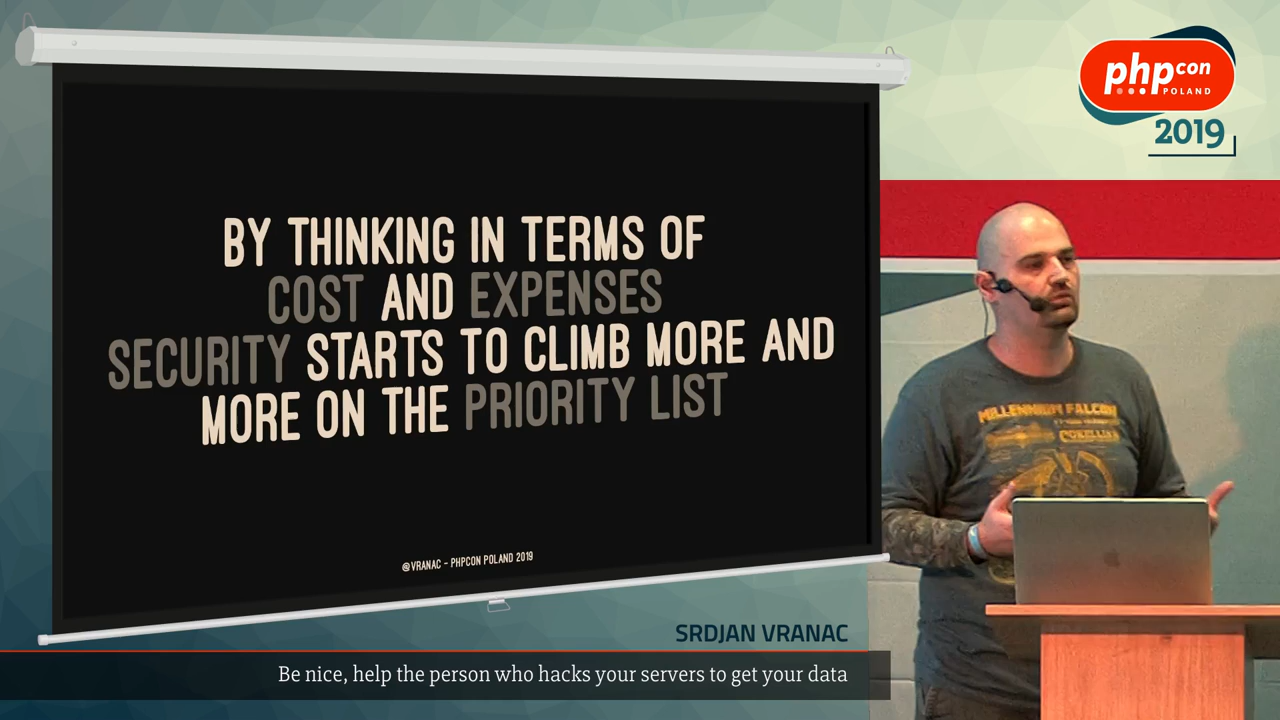 phpcon
POLAND
2019
BY THINKING IN TERMS OF
COST AND EXPENSES
SECURITY STARTS TO CLIMB MORE AND
MORE ON THE PRIORITY LIST
@VRANAC - PHPCON POLAND 2019
MILLENNIUM FALCON
CORELLIAN
SRDJAN VRANAC
Be nice, help the person who hacks your servers to get your data